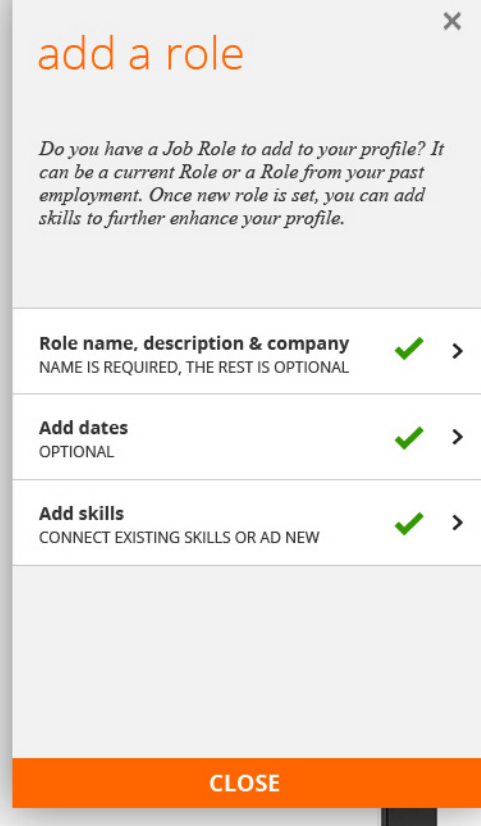 add a role
Do you have a Job Role to add to your profile? It
can be a current Role or a Role from your past
employment. Once new role is set, you can add
skills to further enhance your profile.
Role name, description & company
NAME IS REQUIRED, THE REST IS OPTIONAL
Add dates
OPTIONAL
Add skills
CONNECT EXISTING SKILLS OR AD NEW
CLOSE